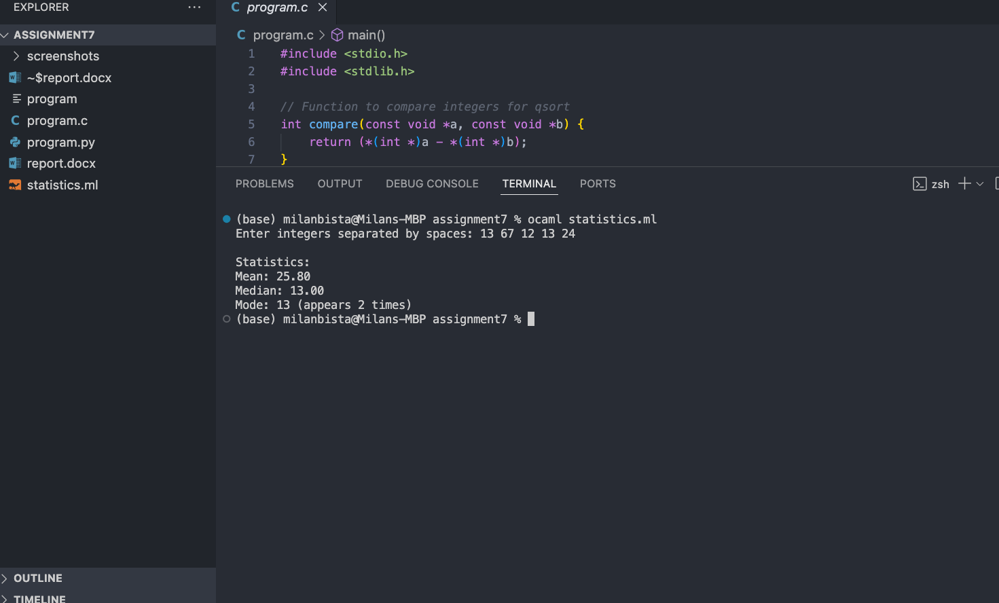 EXPLORER ...
ASSIGNMENT7
screenshots
~$report.docx
program
program.c
program.py
report.docx
statistics.ml
OUTLINE
TIMELINE
C program.c
C program.c > main()
1 #include <stdio.h>
2 #include <stdlib.h>
3
4 // Function to compare integers for qsort
5 int compare(const void *a, const void *b) {
6 return (*(int *)a - *(int *)b);
7 }
PROBLEMS OUTPUT DEBUG CONSOLE TERMINAL PORTS zsh
(base) milanbista@Milans-MBP assignment7 % ocaml statistics.ml
Enter integers separated by spaces: 13 67 12 13 24
Statistics:
Mean: 25.80
Median: 13.00
Mode: 13 (appears 2 times)
(base) milanbista@Milans-MBP assignment7 %